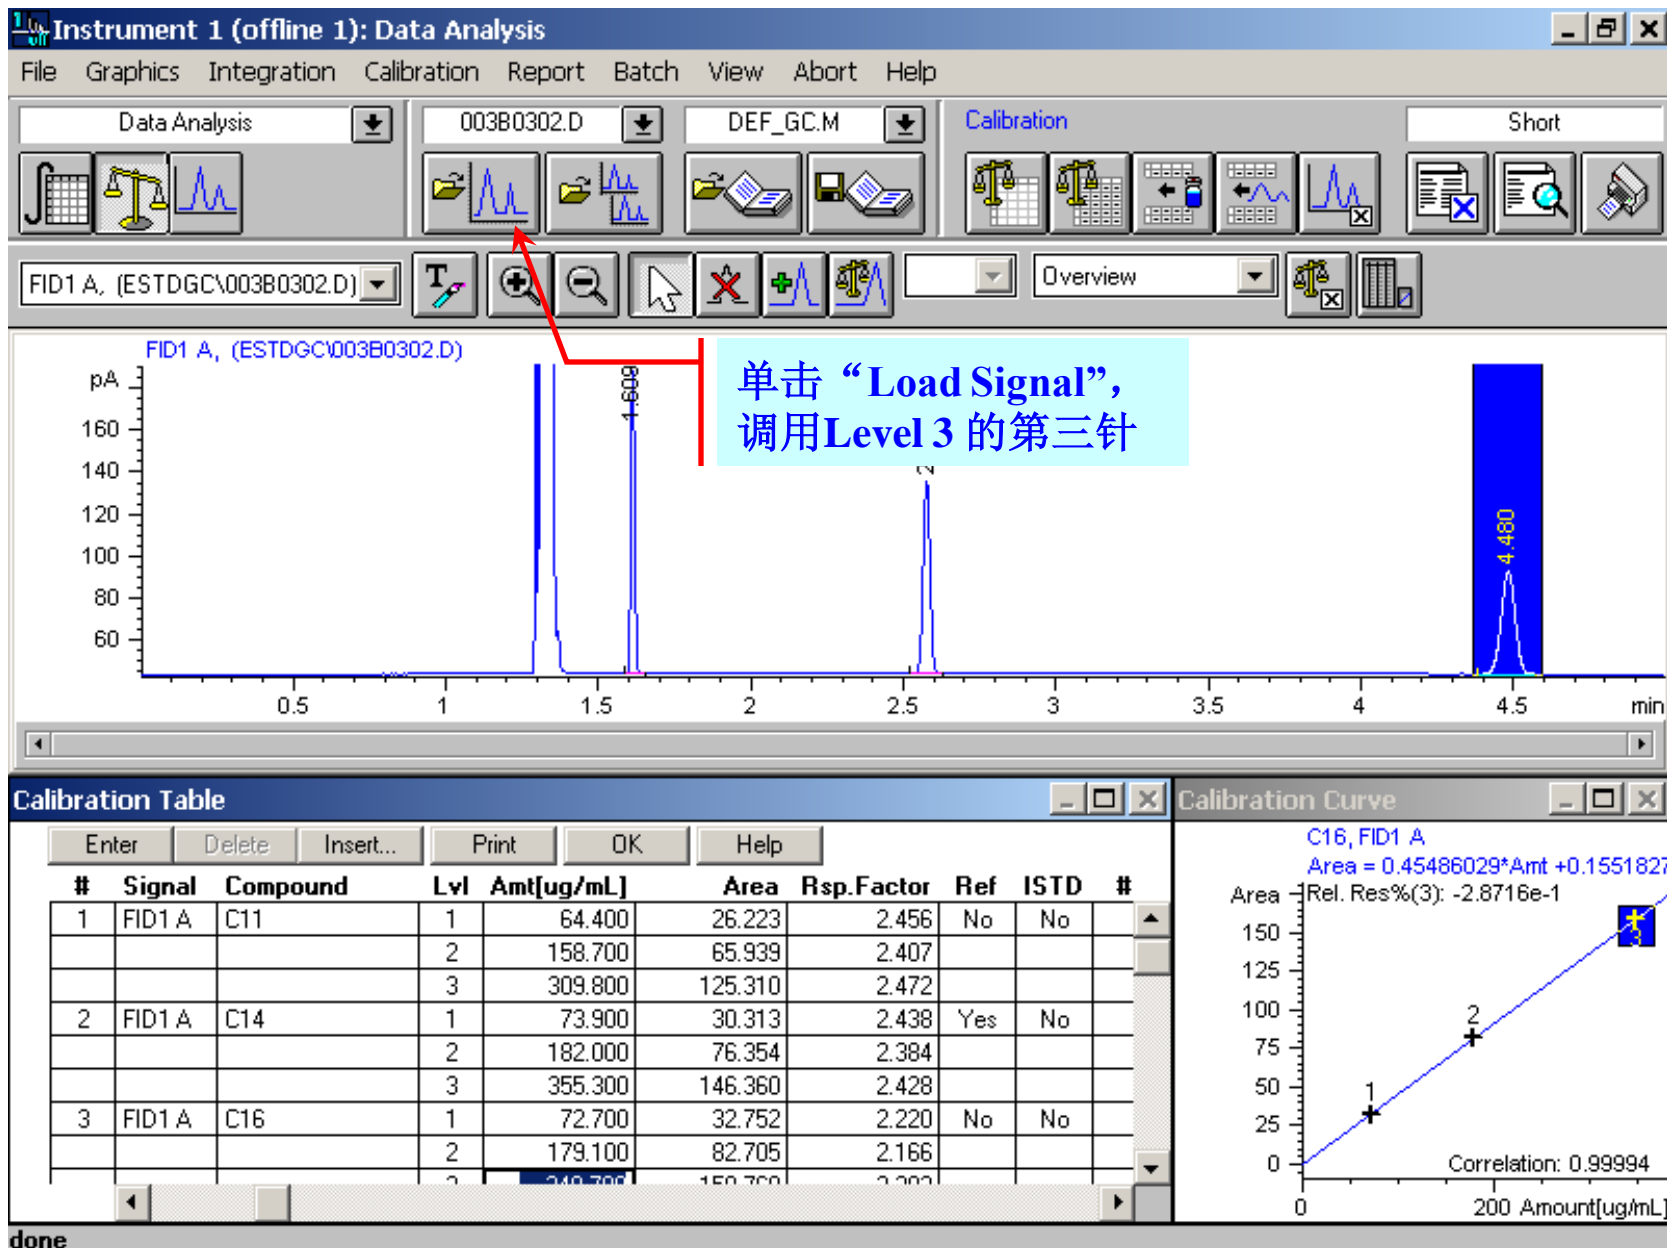 Instrument 1 (offline 1): Data Analysis
File Graphics Integration Calibration Report Batch View Abort Help
Data Analysis 003B0302.D DEF_GC.M Calibration Short
FID1 A, (ESTDGC\003B0302.D) Overview
FID1 A, (ESTDGC\003B0302.D)
pA
160
140
120
100
80
60
1.609
4.480
单击“Load Signal”,
调用Level 3 的第三针
0.5 1 1.5 2 2.5 3 3.5 4 4.5 min
Calibration Table
Enter Delete Insert... Print OK Help
# Signal Compound Lvl Amt[ug/mL] Area Rsp.Factor Ref ISTD #
1 FID1 A C11 1 64.400 26.223 2.456 No No
2 158.700 65.939 2.407
3 309.800 125.310 2.472
2 FID1 A C14 1 73.900 30.313 2.438 Yes No
2 182.000 76.354 2.384
3 355.300 146.360 2.428
3 FID1 A C16 1 72.700 32.752 2.220 No No
2 179.100 82.705 2.166
Calibration Curve
C16, FID1 A
Area = 0.45486029*Amt +0.1551827
Rel. Res%(3): -2.8716e-1
Area
150
125
100
75
50
25
0
1
2
3
Correlation: 0.99994
0 200 Amount[ug/mL]
done